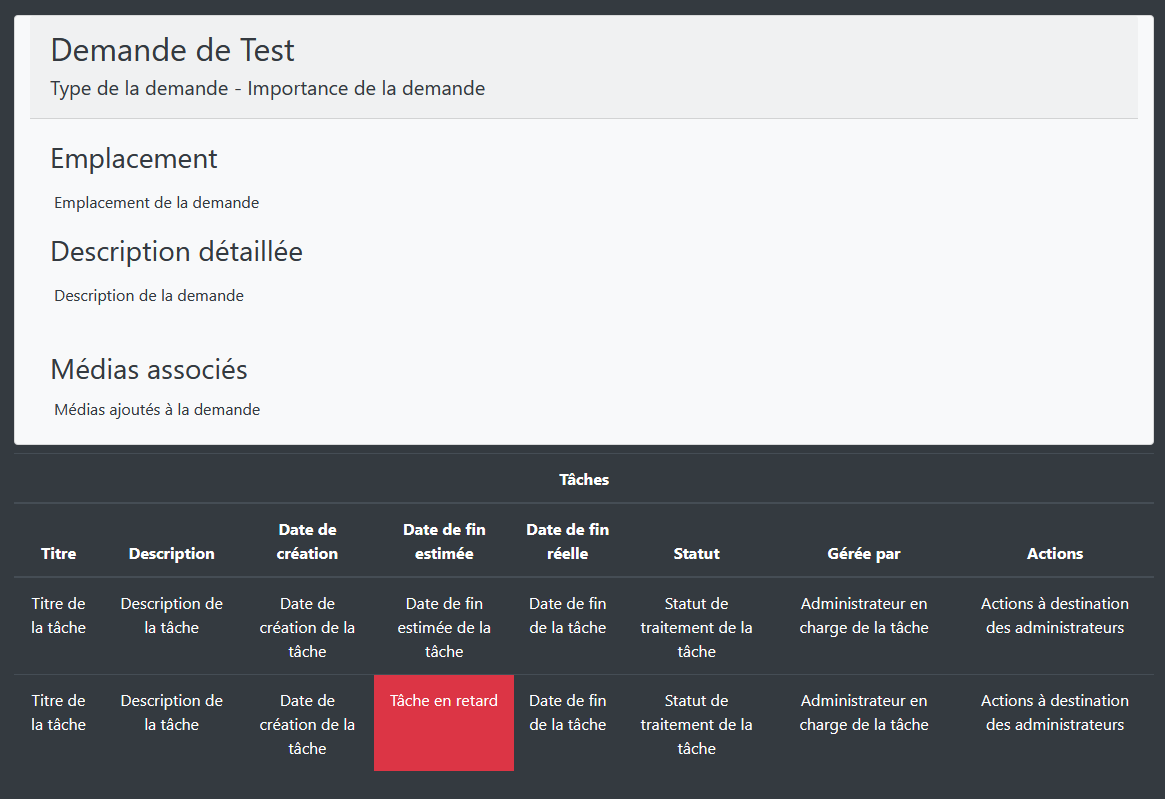 Demande de Test
Type de la demande - Importance de la demande
Emplacement
Emplacement de la demande
Description détaillée
Description de la demande
Médias associés
Médias ajoutés à la demande
Tâches
Titre Description Date de création Date de fin estimée Date de fin réelle Statut Gérée par Actions
Titre de la tâche Description de la tâche Date de création de la tâche Date de fin estimée de la tâche Date de fin de la tâche Statut de traitement de la tâche Administrateur en charge de la tâche Actions à destination des administrateurs
Titre de la tâche Description de la tâche Date de création de la tâche Tâche en retard Date de fin de la tâche Statut de traitement de la tâche Administrateur en charge de la tâche Actions à destination des administrateurs